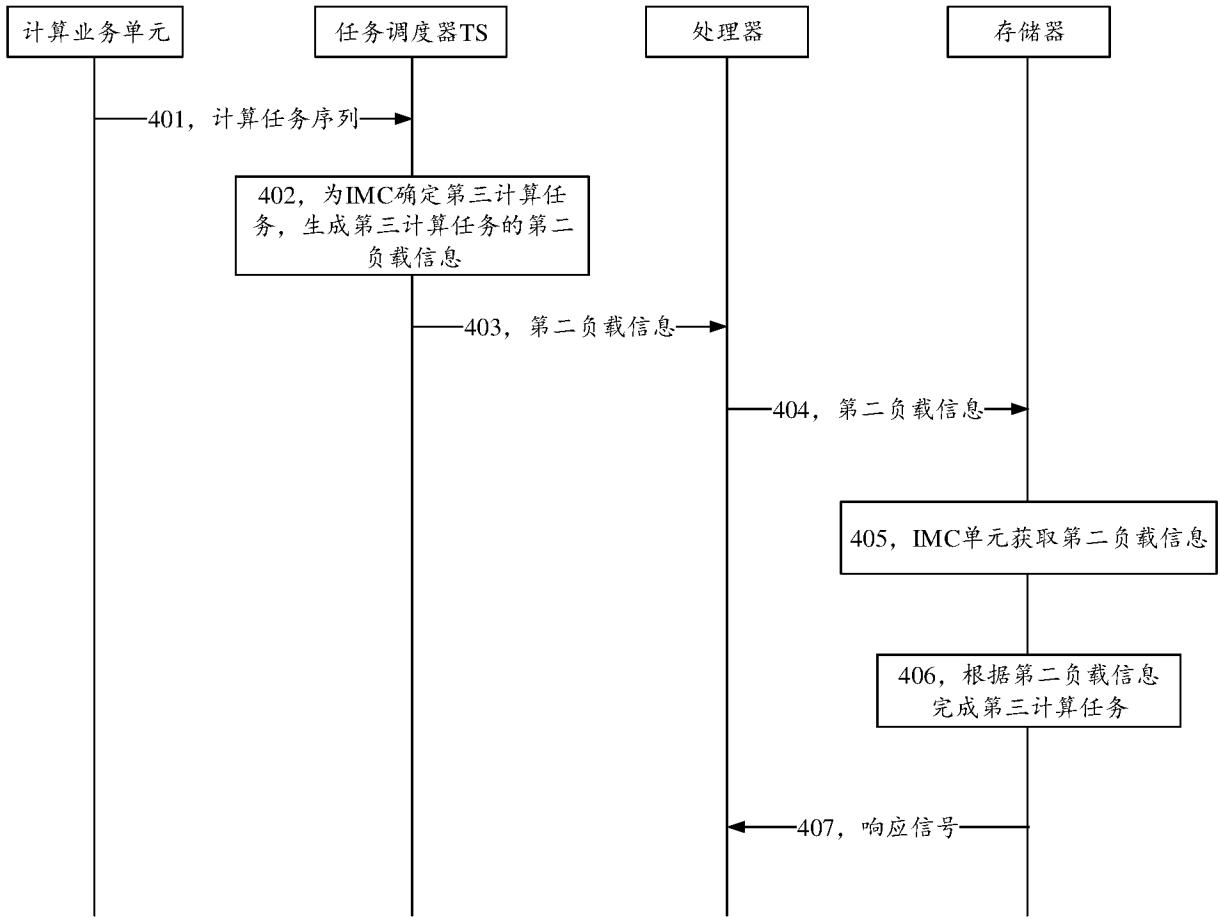 计算业务单元
任务调度器TS
处理器
存储器
401，计算任务序列
402，为IMC确定第三计算任
务，生成第三计算任务的第二
负载信息
403，第二负载信息
404，第二负载信息
405，IMC单元获取第二负载信息
406，根据第二负载信息
完成第三计算任务
407，响应信号